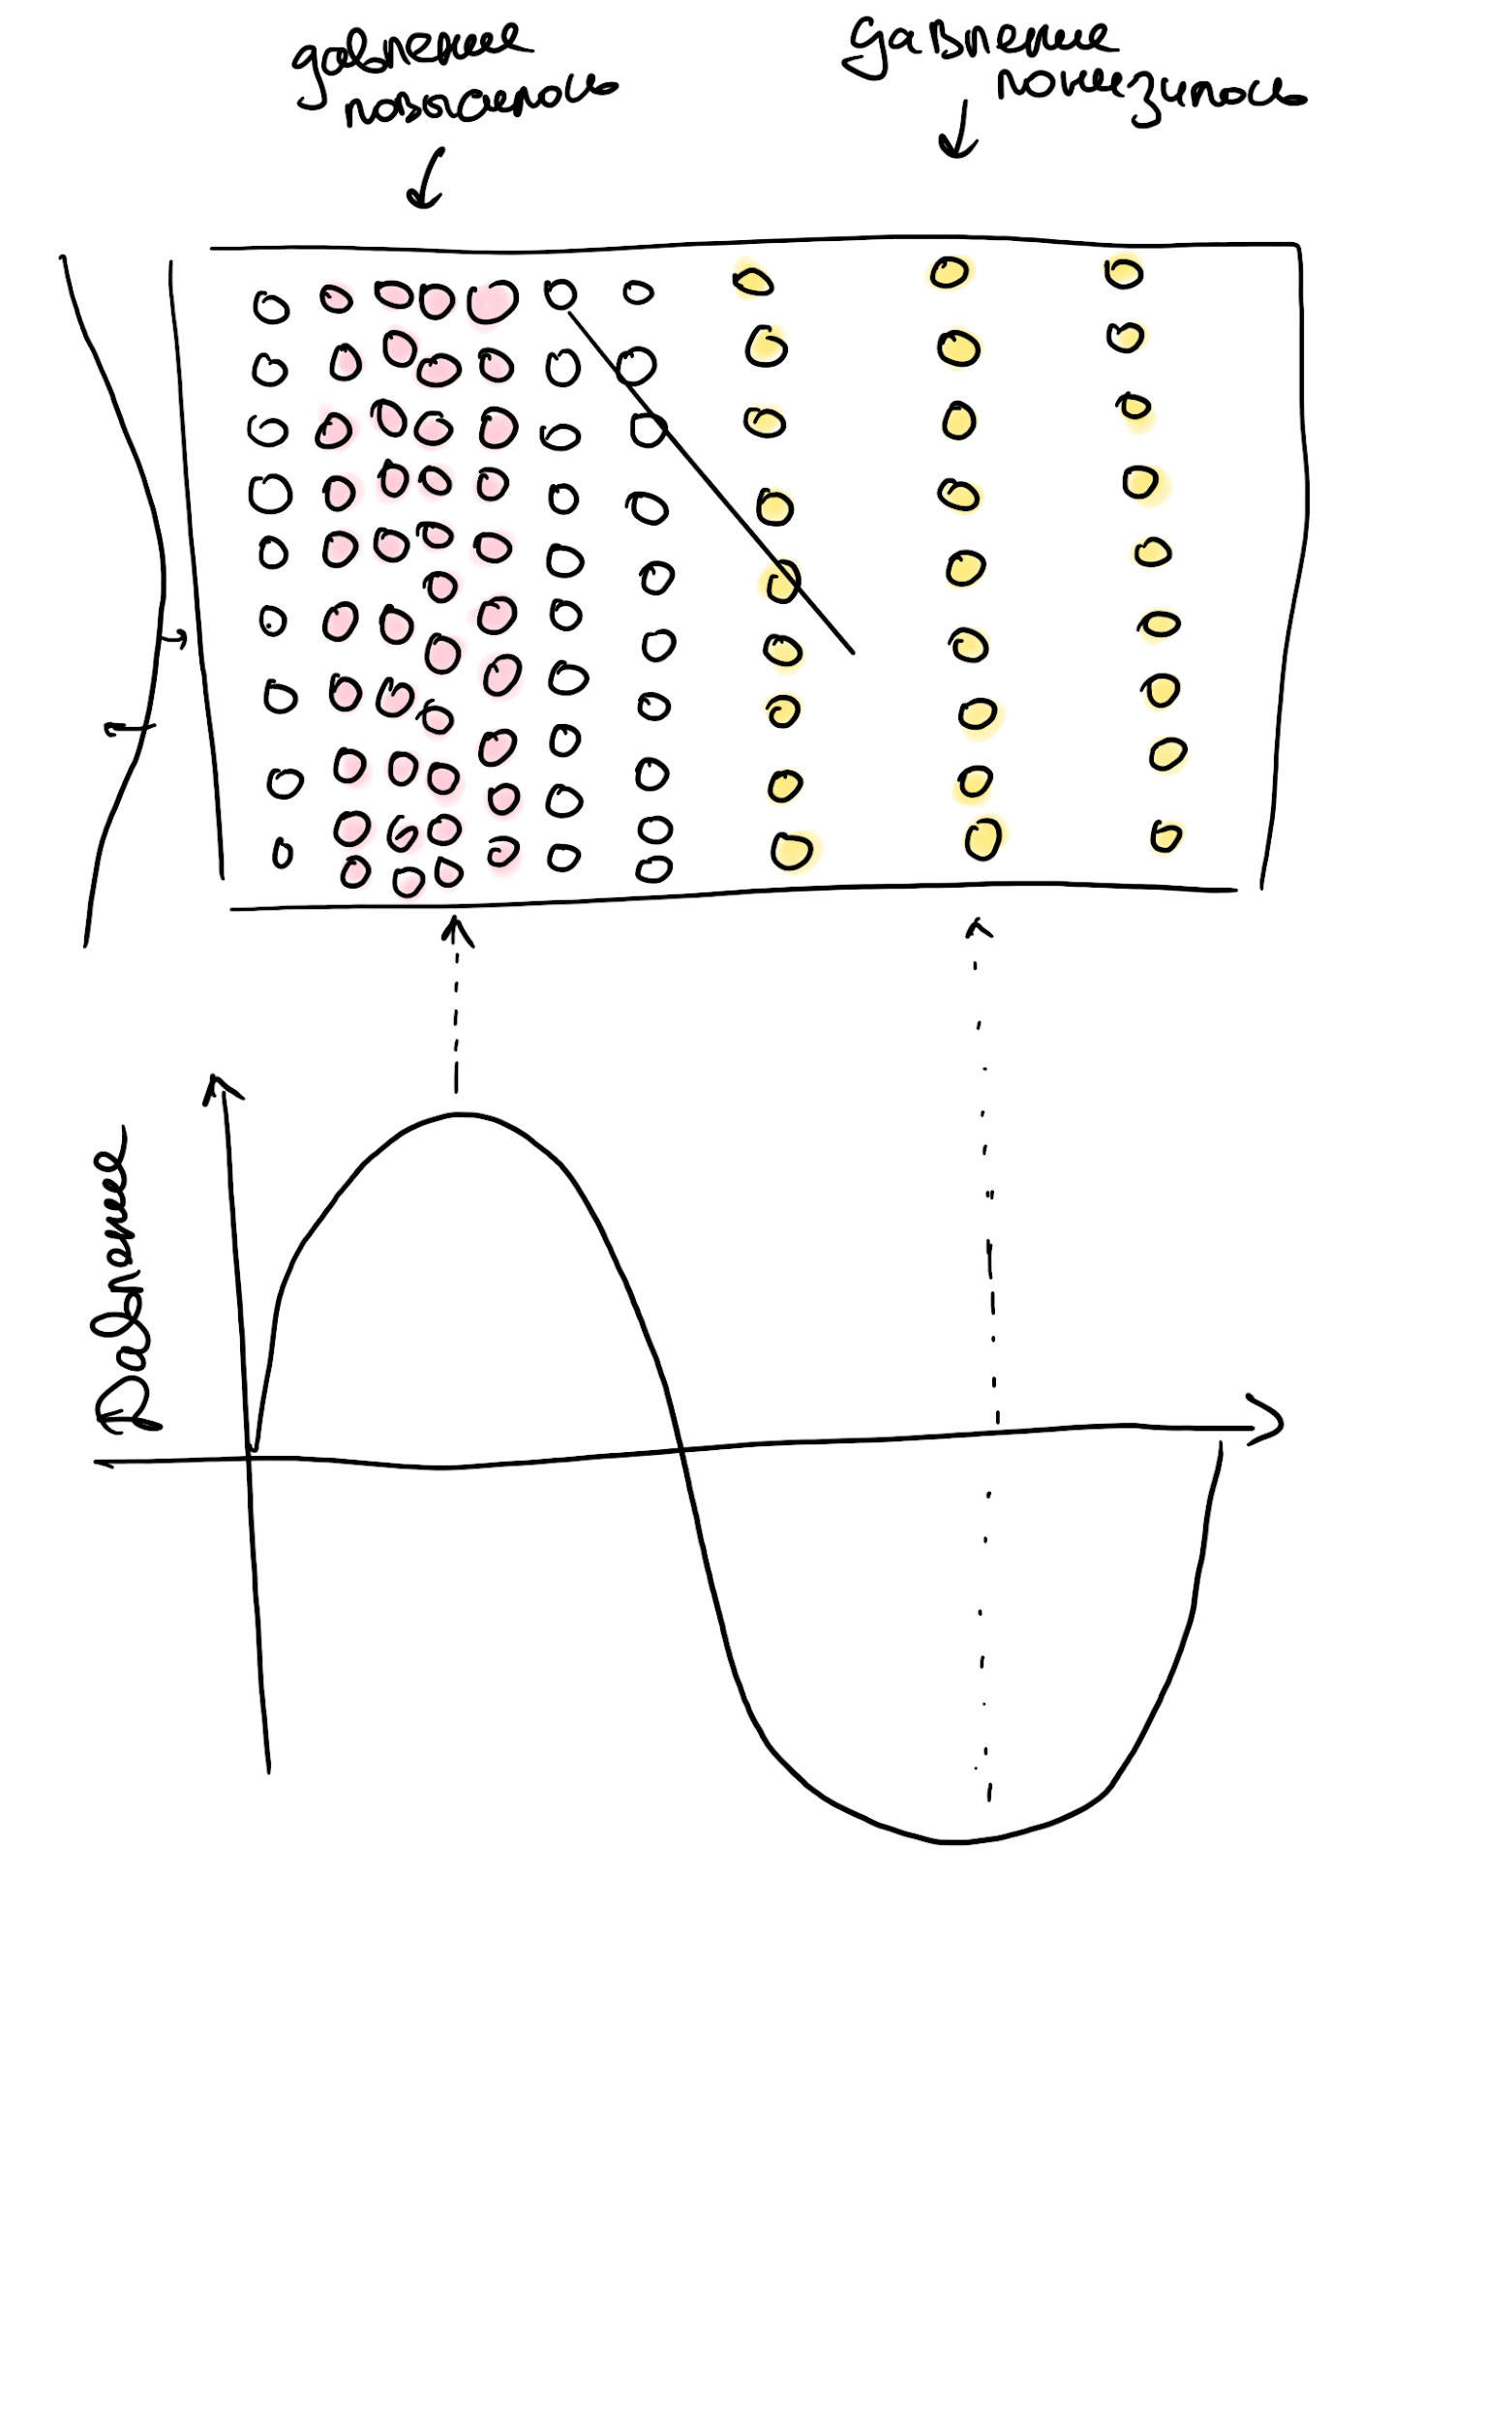 давление
повысилось
давление
понизилось
Давление